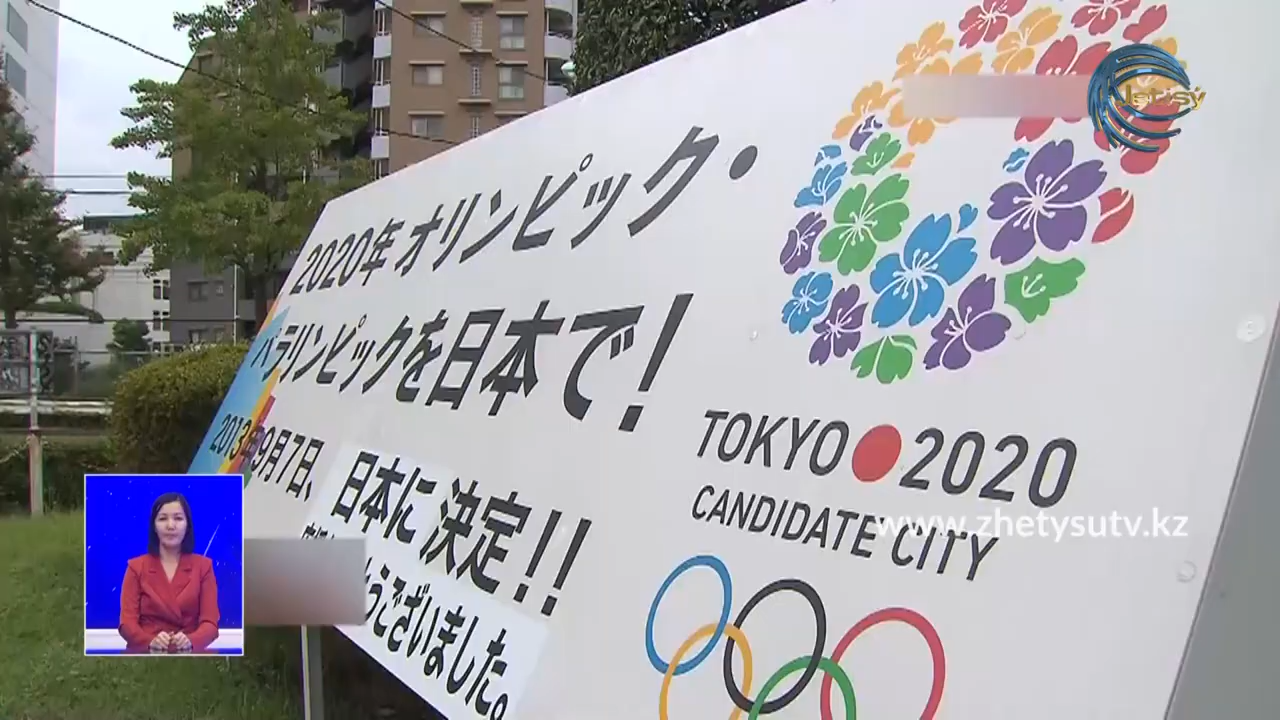 Jetisý
2020年 オリンピック・
パラリンピックを日本で!
2013年9月7日、
日本に 決定!!
うございました。
TOKYO 2020
CANDIDATE CITY
www.zhetysutv.kz